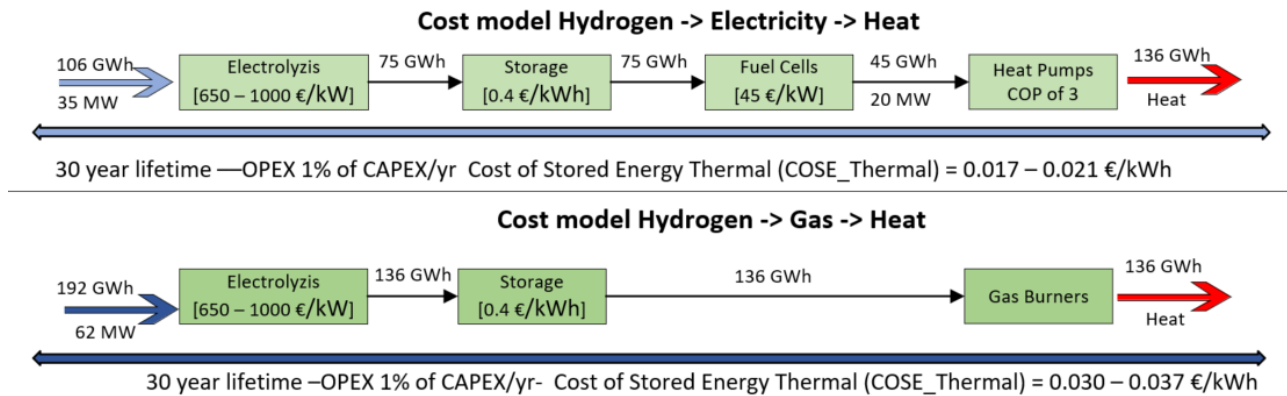 Cost model Hydrogen -> Electricity -> Heat
106 GWh
35 MW
Electrolyzis
[650 – 1000 €/kW]
75 GWh
Storage
[0.4 €/kWh]
75 GWh
Fuel Cells
[45 €/kW]
45 GWh
20 MW
Heat Pumps
COP of 3
136 GWh
Heat
30 year lifetime —OPEX 1% of CAPEX/yr Cost of Stored Energy Thermal (COSE_Thermal) = 0.017 – 0.021 €/kWh
Cost model Hydrogen -> Gas -> Heat
192 GWh
62 MW
Electrolyzis
[650 – 1000 €/kW]
136 GWh
Storage
[0.4 €/kWh]
136 GWh
Gas Burners
136 GWh
Heat
30 year lifetime –OPEX 1% of CAPEX/yr- Cost of Stored Energy Thermal (COSE_Thermal) = 0.030 – 0.037 €/kWh